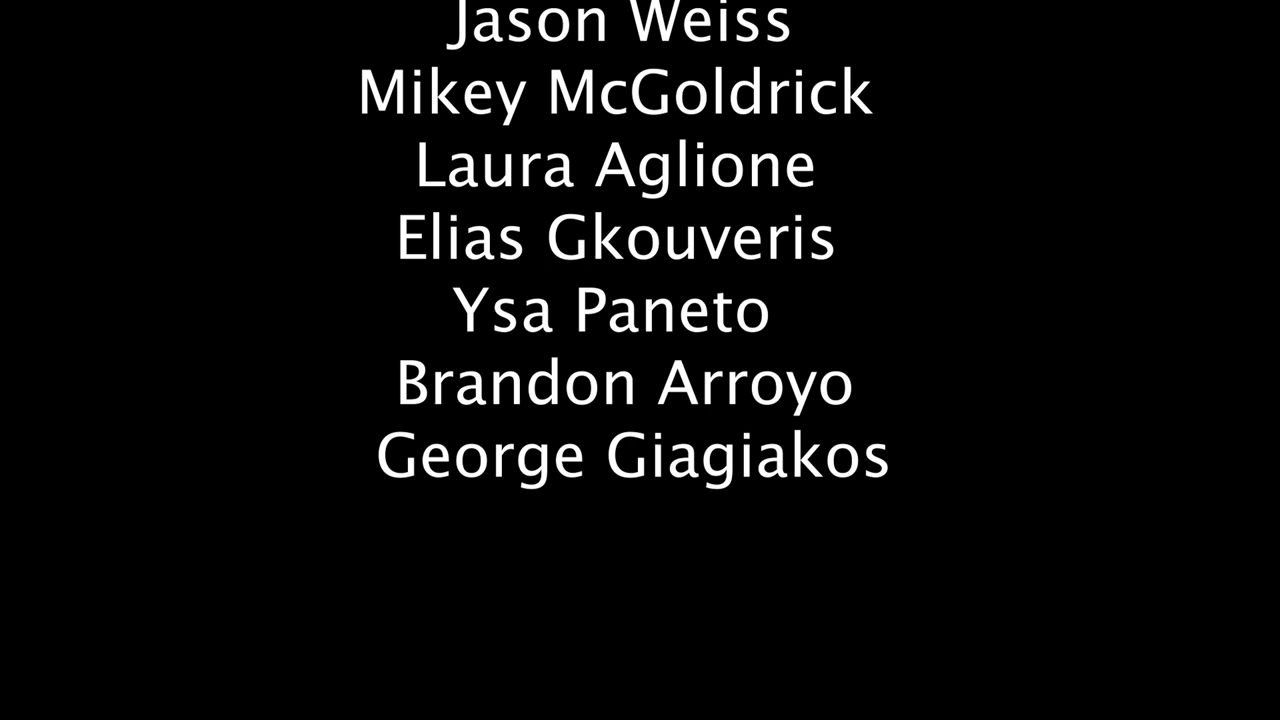 Jason Weiss
Mikey McGoldrick
Laura Aglione
Elias Gkouveris
Ysa Paneto
Brandon Arroyo
George Giagiakos